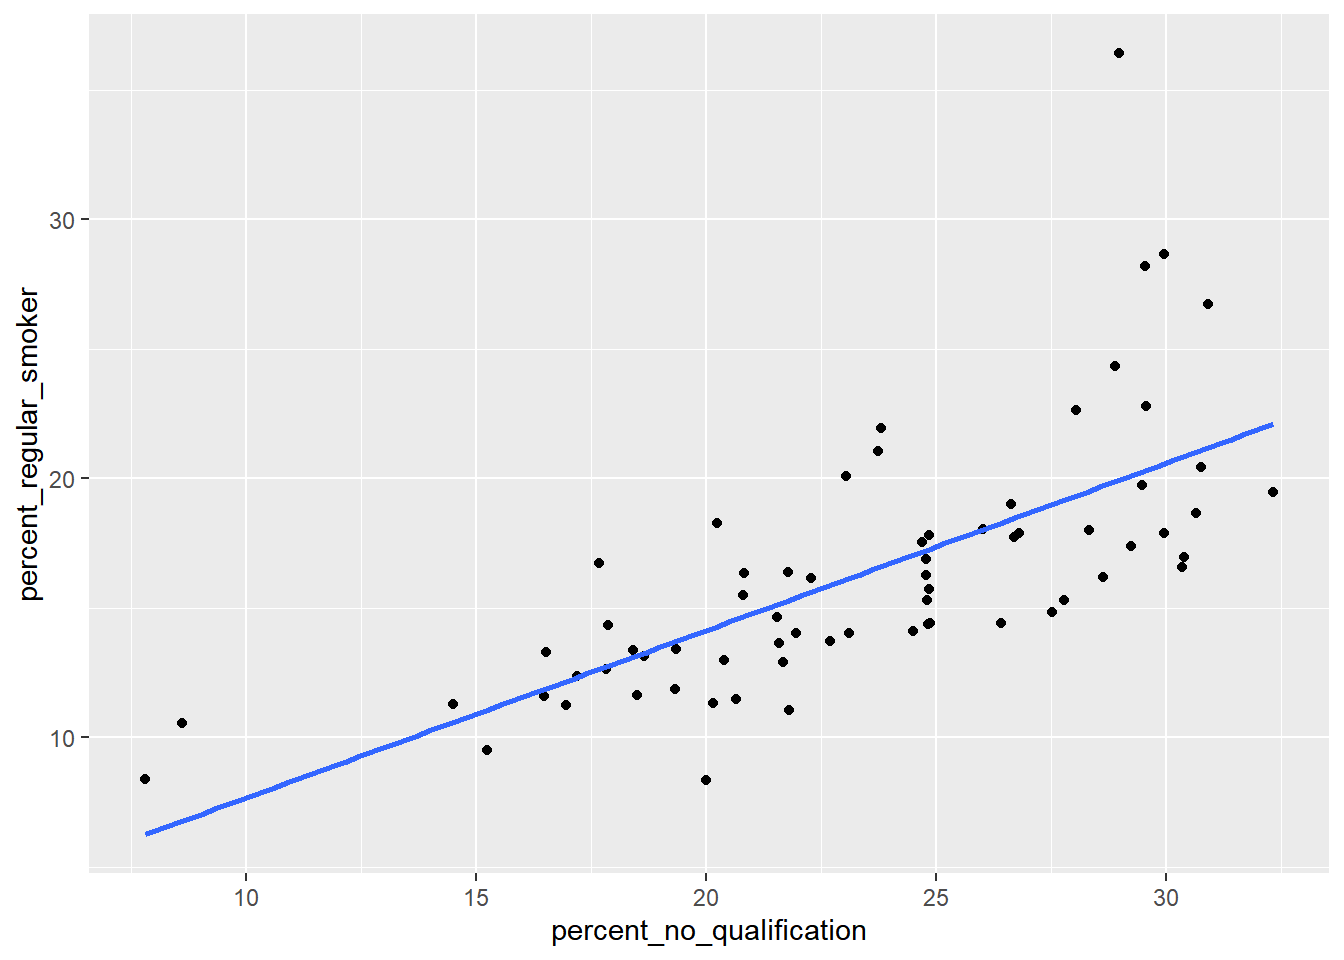 30
20
10
percent_regular_smoker
10 15 20 25 30
percent_no_qualification